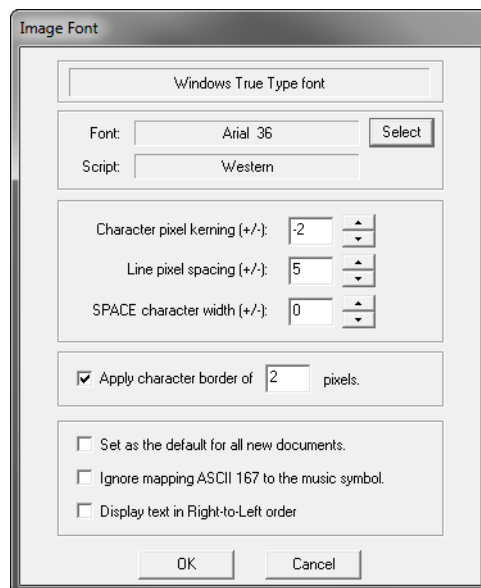 Image Font
Windows True Type font
Font: Arial 36 Select
Script: Western
Character pixel kerning (+/-): -2
Line pixel spacing (+/-): 5
SPACE character width (+/-): 0
Apply character border of 2 pixels.
Set as the default for all new documents.
Ignore mapping ASCII 167 to the music symbol.
Display text in Right-to-Left order
OK Cancel